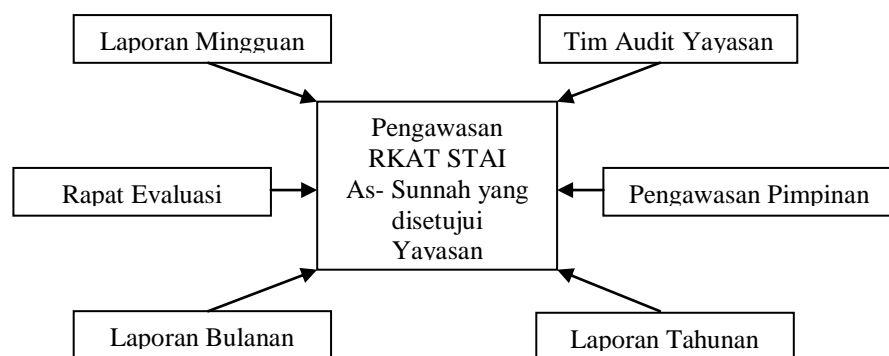 Laporan Mingguan
Tim Audit Yayasan
Pengawasan
RKAT STAI
As- Sunnah yang
disetujui
Yayasan
Rapat Evaluasi
Pengawasan Pimpinan
Laporan Bulanan
Laporan Tahunan